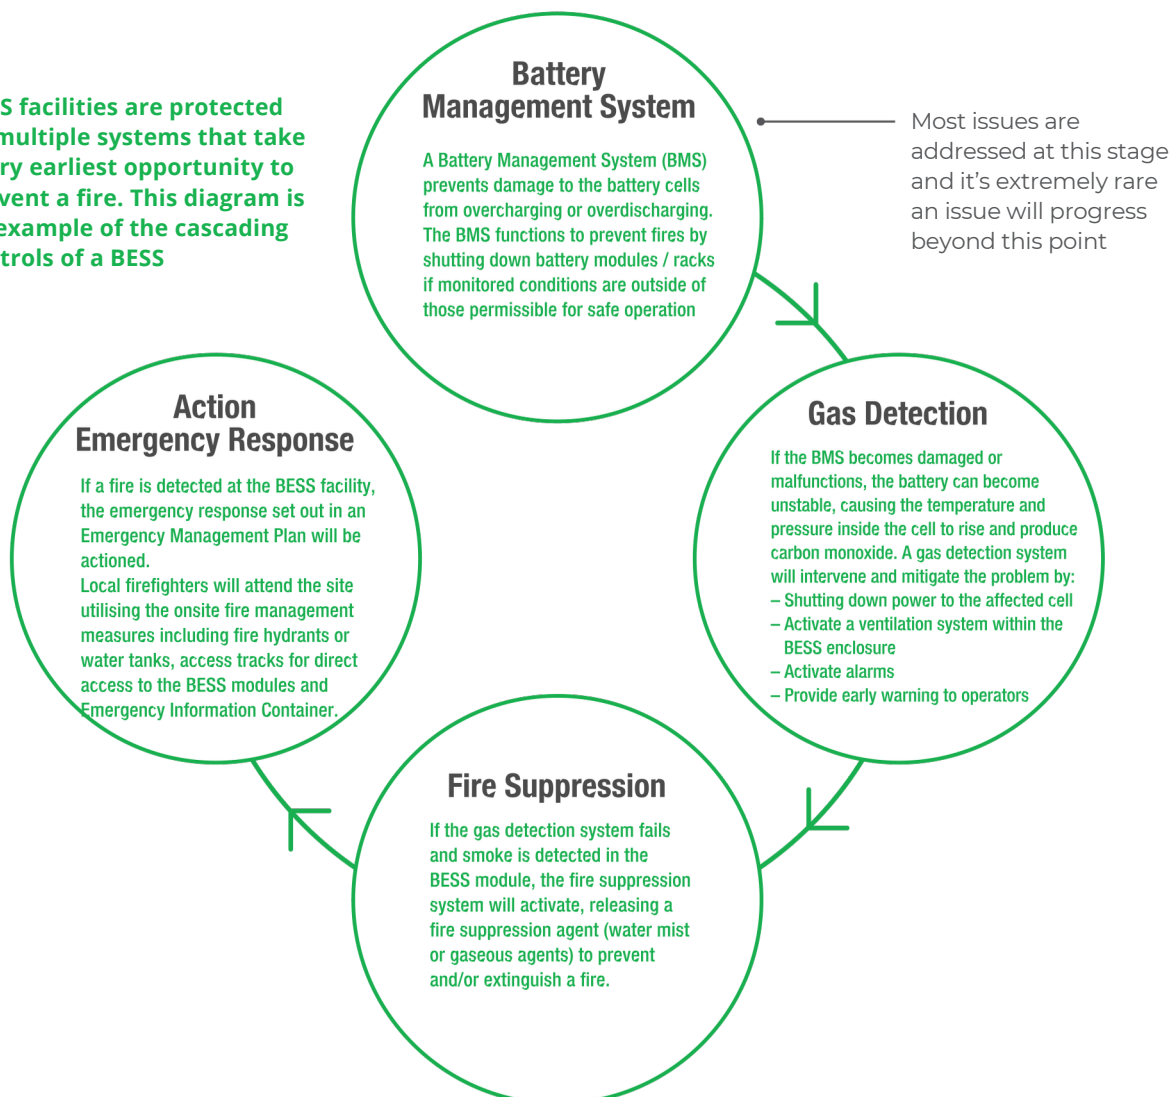 S facilities are protected
multiple systems that take
ry earliest opportunity to
vent a fire. This diagram is
example of the cascading
trols of a BESS
Battery
Management System
A Battery Management System (BMS)
prevents damage to the battery cells
from overcharging or overdischarging.
The BMS functions to prevent fires by
shutting down battery modules / racks
if monitored conditions are outside of
those permissible for safe operation
Most issues are
addressed at this stage
and it’s extremely rare
an issue will progress
beyond this point
Gas Detection
If the BMS becomes damaged or
malfunctions, the battery can become
unstable, causing the temperature and
pressure inside the cell to rise and produce
carbon monoxide. A gas detection system
will intervene and mitigate the problem by:
– Shutting down power to the affected cell
– Activate a ventilation system within the
BESS enclosure
– Activate alarms
– Provide early warning to operators
Fire Suppression
If the gas detection system fails
and smoke is detected in the
BESS module, the fire suppression
system will activate, releasing a
fire suppression agent (water mist
or gaseous agents) to prevent
and/or extinguish a fire.
Action
Emergency Response
If a fire is detected at the BESS facility,
the emergency response set out in an
Emergency Management Plan will be
actioned.
Local firefighters will attend the site
utilising the onsite fire management
measures including fire hydrants or
water tanks, access tracks for direct
access to the BESS modules and
Emergency Information Container.